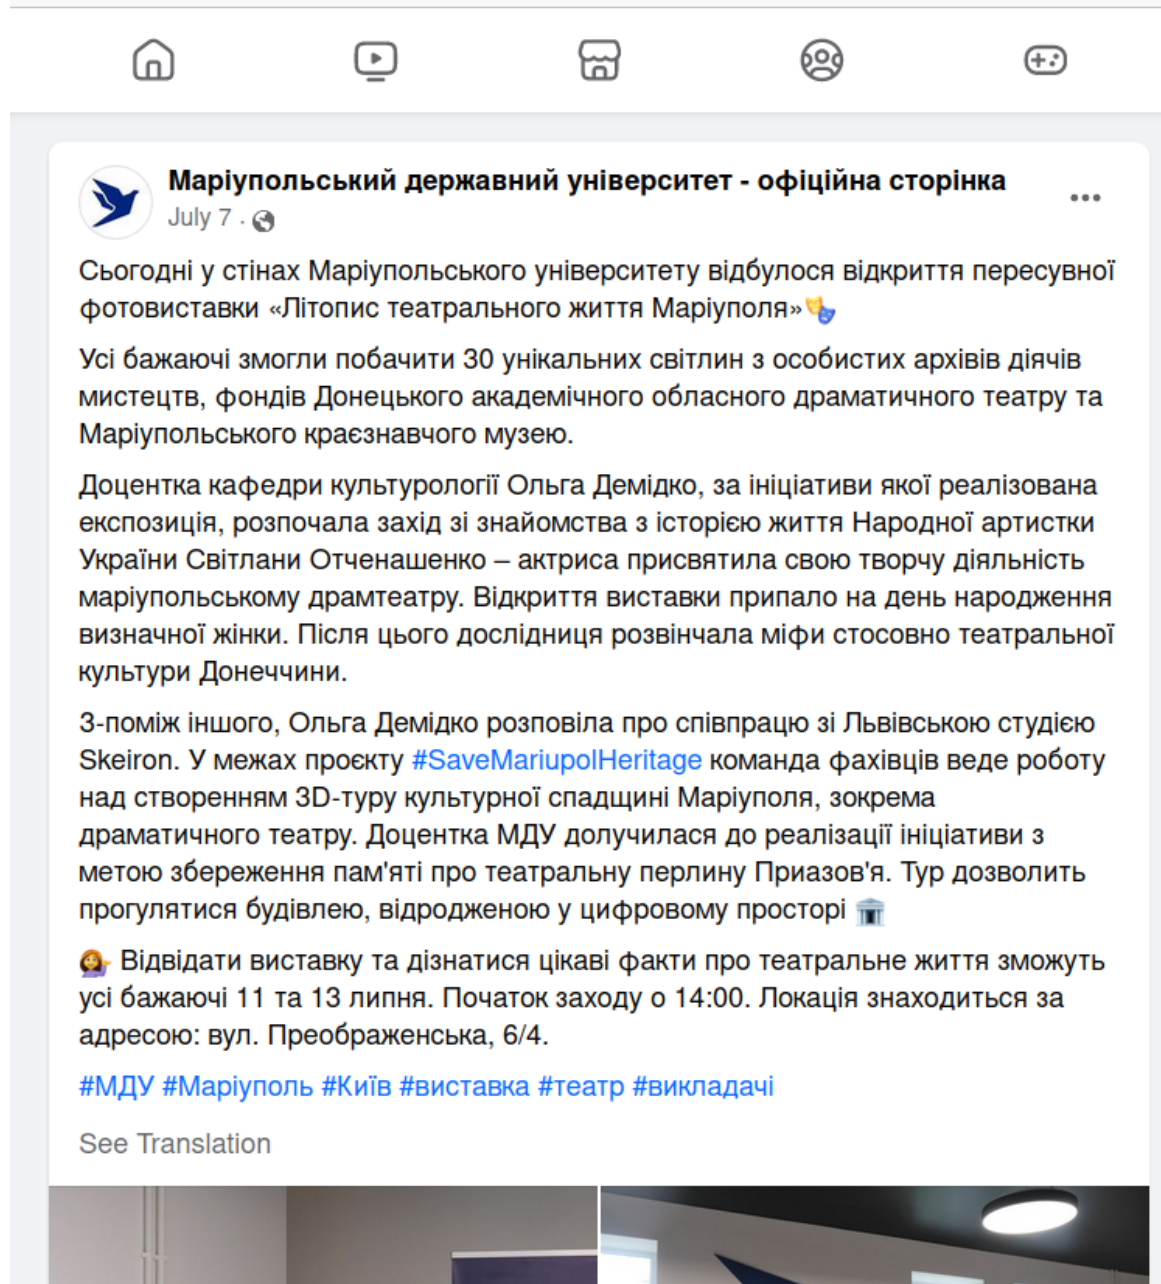 Маріупольський державний університет - офіційна сторінка
July 7 ·
Сьогодні у стінах Маріупольського університету відбулося відкриття пересувної
фотовиставки «Літопис театрального життя Маріуполя»🎭
Усі бажаючі змогли побачити 30 унікальних світлин з особистих архівів діячів
мистецтв, фондів Донецького академічного обласного драматичного театру та
Маріупольського краєзнавчого музею.
Доцентка кафедри культурології Ольга Демідко, за ініціативи якої реалізована
експозиція, розпочала захід зі знайомства з історією життя Народної артистки
України Світлани Отченашенко – актриса присвятила свою творчу діяльність
маріупольському драмтеатру. Відкриття виставки припало на день народження
визначної жінки. Після цього дослідниця розвінчала міфи стосовно театральної
культури Донеччини.
З-поміж іншого, Ольга Демідко розповіла про співпрацю зі Львівською студією
Skeiron. У межах проєкту #SaveMariupolHeritage команда фахівців веде роботу
над створенням 3D-туру культурної спадщині Маріуполя, зокрема
драматичного театру. Доцентка МДУ долучилася до реалізації ініціативи з
метою збереження пам'яті про театральну перлину Приазов'я. Тур дозволить
прогулятися будівлею, відродженою у цифровому просторі 🏛️
💁‍♀️ Відвідати виставку та дізнатися цікаві факти про театральне життя зможуть
усі бажаючі 11 та 13 липня. Початок заходу о 14:00. Локація знаходиться за
адресою: вул. Преображенська, 6/4.
#МДУ #Маріуполь #Київ #виставка #театр #викладачі
See Translation